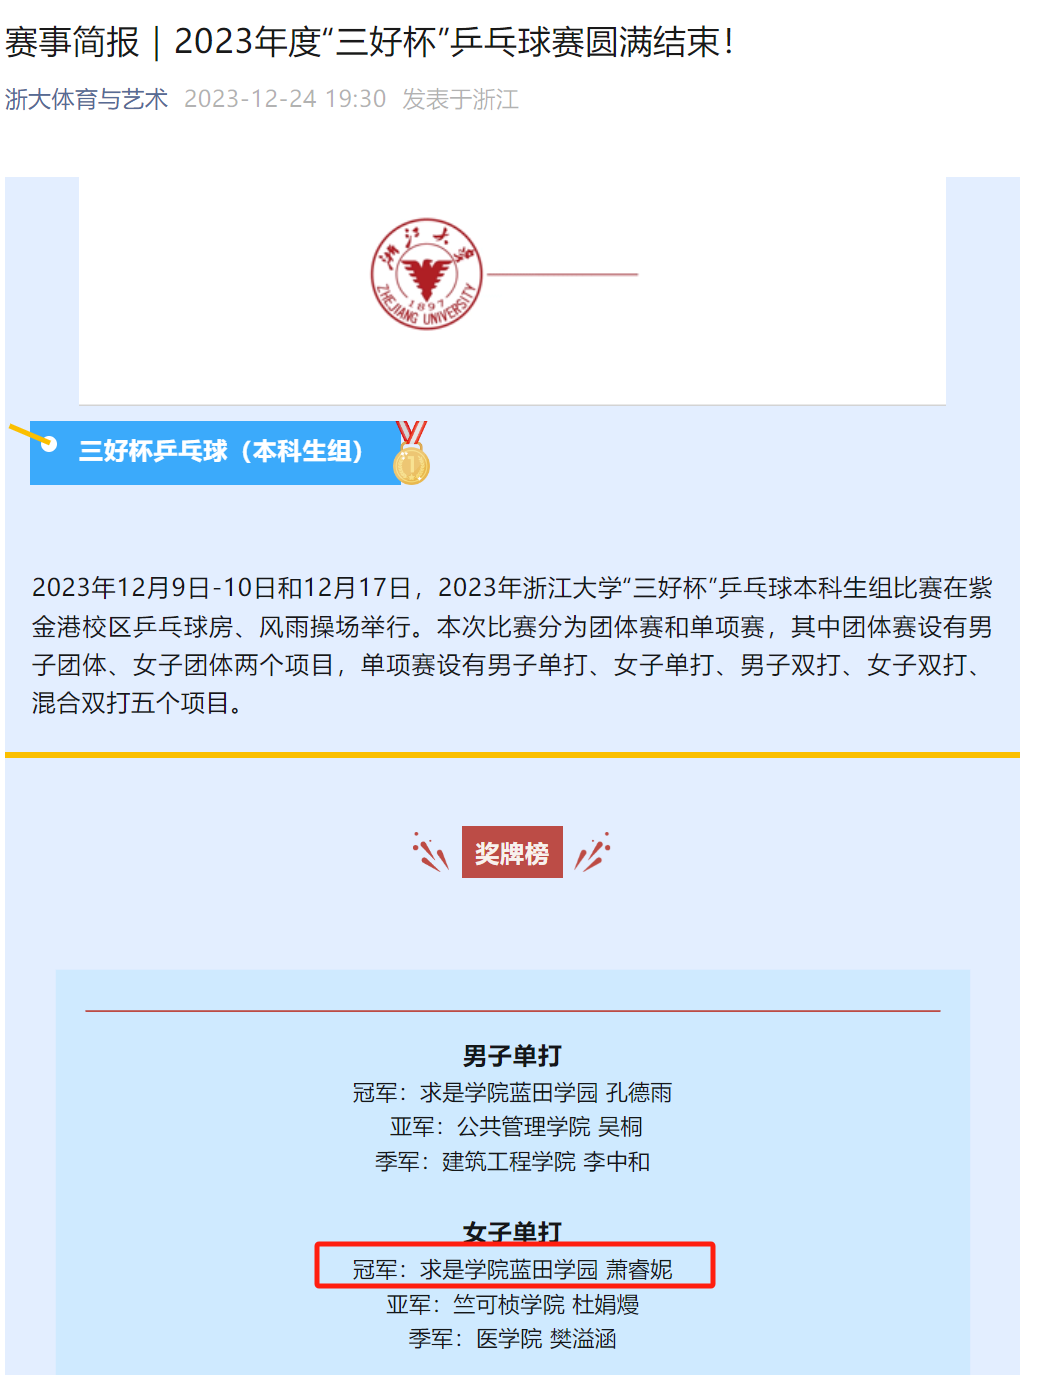 赛事简报｜2023年度“三好杯”乒乓球赛圆满结束！
浙大体育与艺术 2023-12-24 19:30 发表于浙江
浙江大学
1897
ZHEJIANG UNIVERSITY
三好杯乒乓球（本科生组）
1
2023年12月9日-10日和12月17日，2023年浙江大学“三好杯”乒乓球本科生组比赛在紫
金港校区乒乓球房、风雨操场举行。本次比赛分为团体赛和单项赛，其中团体赛设有男
子团体、女子团体两个项目，单项赛设有男子单打、女子单打、男子双打、女子双打、
混合双打五个项目。
奖牌榜
男子单打
冠军：求是学院蓝田学园 孔德雨
亚军：公共管理学院 吴桐
季军：建筑工程学院 李中和
女子单打
冠军：求是学院蓝田学园 萧睿妮
亚军：竺可桢学院 杜娟熳
季军：医学院 樊溢涵